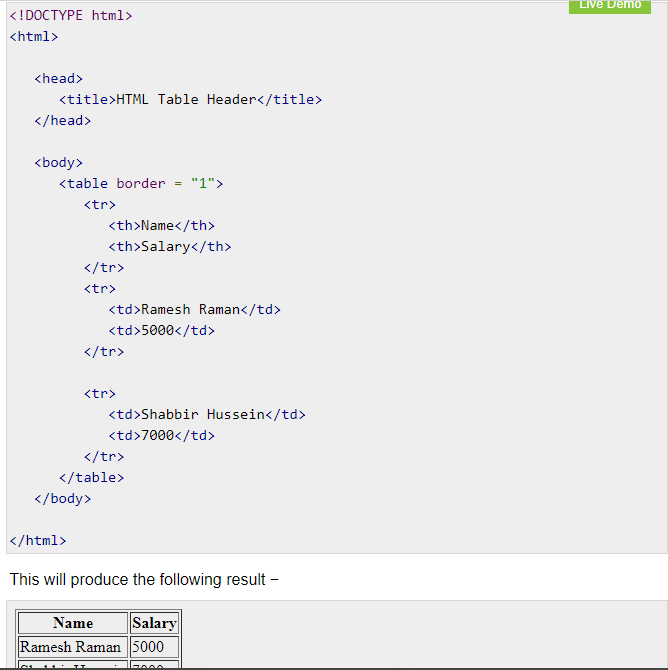 Live Demo
<!DOCTYPE html>
<html>
<head>
<title>HTML Table Header</title>
</head>
<body>
<table border = "1">
<tr>
<th>Name</th>
<th>Salary</th>
</tr>
<tr>
<td>Ramesh Raman</td>
<td>5000</td>
</tr>
<tr>
<td>Shabbir Hussein</td>
<td>7000</td>
</tr>
</table>
</body>
</html>
This will produce the following result −
Name Salary
Ramesh Raman 5000